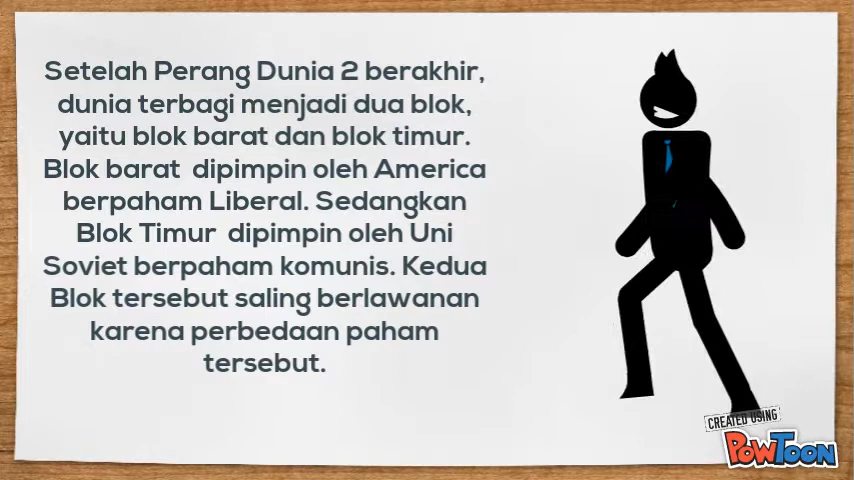 Setelah Perang Dunia 2 berakhir,
dunia terbagi menjadi dua blok,
yaitu blok barat dan blok timur.
Blok barat  dipimpin oleh America
berpaham Liberal. Sedangkan
Blok Timur  dipimpin oleh Uni
Soviet berpaham komunis. Kedua
Blok tersebut saling berlawanan
karena perbedaan paham
tersebut.
CREATED USING
POWTOON